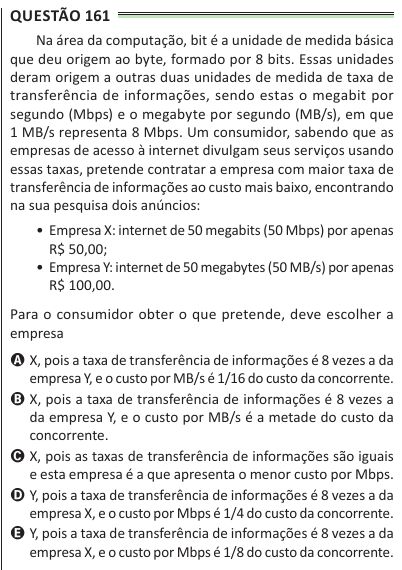 QUESTÃO 161
Na área da computação, bit é a unidade de medida básica
que deu origem ao byte, formado por 8 bits. Essas unidades
deram origem a outras duas unidades de medida de taxa de
transferência de informações, sendo estas o megabit por
segundo (Mbps) e o megabyte por segundo (MB/s), em que
1 MB/s representa 8 Mbps. Um consumidor, sabendo que as
empresas de acesso à internet divulgam seus serviços usando
essas taxas, pretende contratar a empresa com maior taxa de
transferência de informações ao custo mais baixo, encontrando
na sua pesquisa dois anúncios:
• Empresa X: internet de 50 megabits (50 Mbps) por apenas
R$ 50,00;
• Empresa Y: internet de 50 megabytes (50 MB/s) por apenas
R$ 100,00.
Para o consumidor obter o que pretende, deve escolher a
empresa
A X, pois a taxa de transferência de informações é 8 vezes a da
empresa Y, e o custo por MB/s é 1/16 do custo da concorrente.
B X, pois a taxa de transferência de informações é 8 vezes a
da empresa Y, e o custo por MB/s é a metade do custo da
concorrente.
C X, pois as taxas de transferência de informações são iguais
e esta empresa é a que apresenta o menor custo por Mbps.
D Y, pois a taxa de transferência de informações é 8 vezes a da
empresa X, e o custo por Mbps é 1/4 do custo da concorrente.
E Y, pois a taxa de transferência de informações é 8 vezes a da
empresa X, e o custo por Mbps é 1/8 do custo da concorrente.